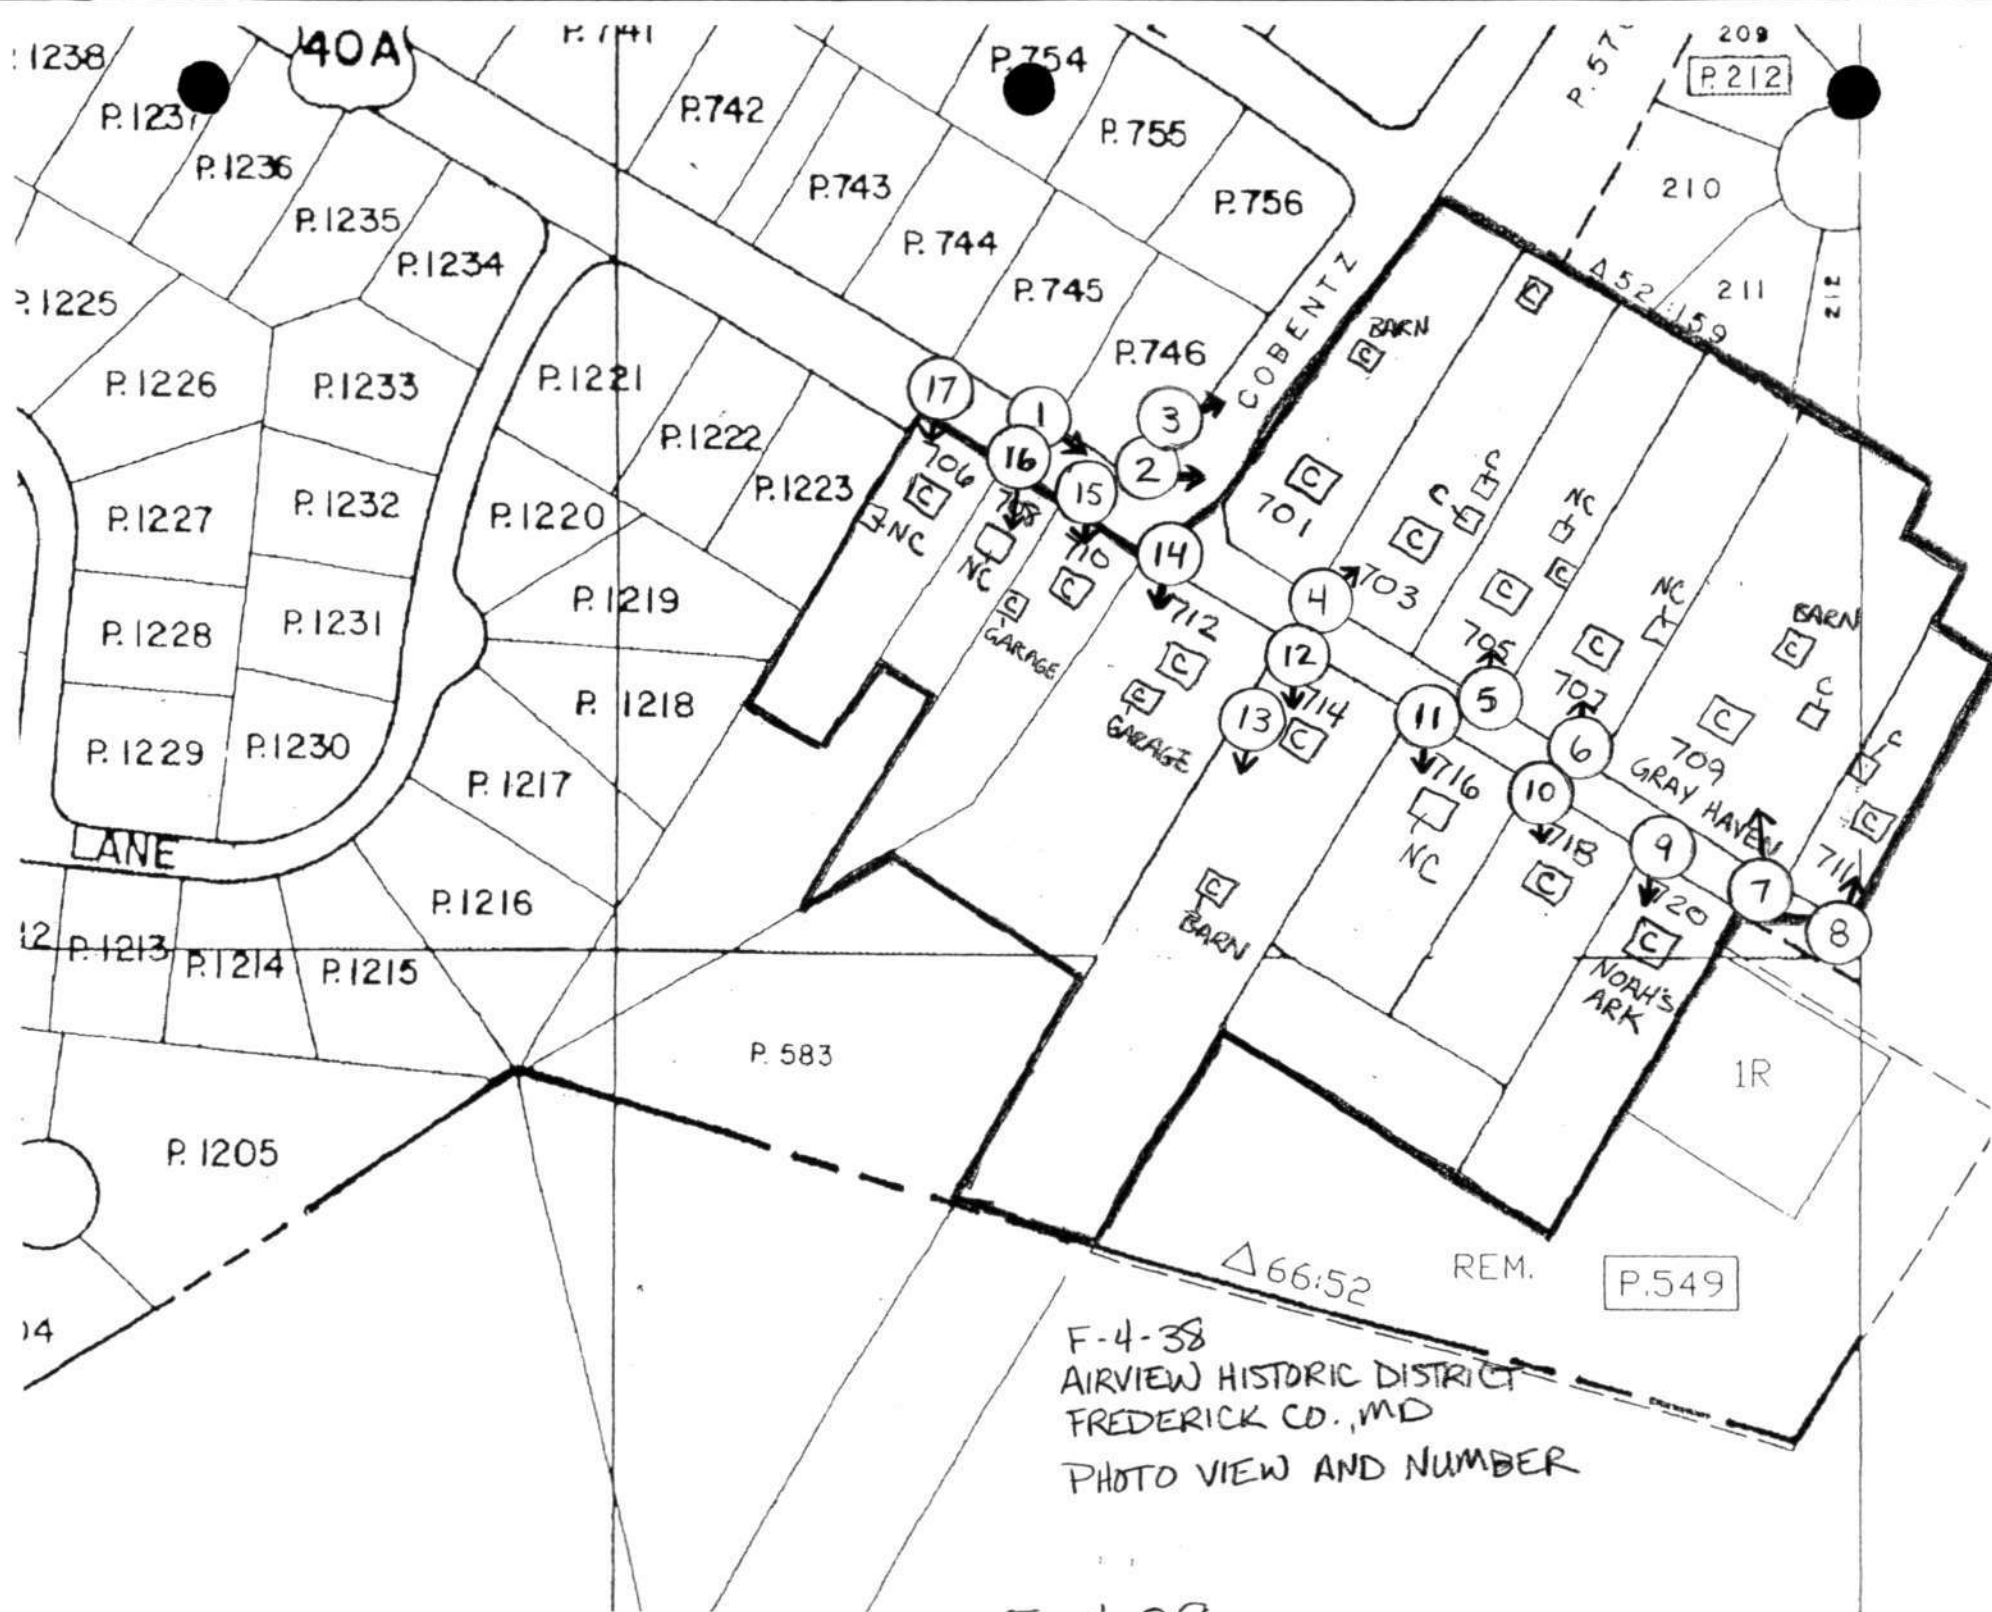 40A
P. 741
P. 754
209
P. 212
1238
P. 1237
P. 1236
P. 1235
P. 1234
P. 742
P. 743
P. 744
P. 745
P. 746
P. 755
P. 756
210
211
212
COBENTZ
Δ 52:159
1225
P. 1226
P. 1233
P. 1221
P. 1222
P. 1223
P. 1227
P. 1232
P. 1220
P. 1219
P. 1228
P. 1231
P. 1218
P. 1229
P. 1230
P. 1217
P. 1216
LANE
12
P. 1213
P. 1214
P. 1215
P. 583
P. 1205
14
17
1
3
16
2
15
14
4
12
13
11
5
6
10
9
7
8
BARN
C
C
701
C
703
C
C
C
705
C
NC
C
707
C
NC
BARN
C
C
709
GRAY HAVEN
C
C
711
C
706
C
NC
708
NC
710
C
C
GARAGE
712
C
C
GARAGE
714
C
C
BARN
716
NC
718
C
720
C
NOAH'S
ARK
1R
Δ 66:52
REM.
P.549
F-4-38
AIRVIEW HISTORIC DISTRICT
FREDERICK CO., MD
PHOTO VIEW AND NUMBER